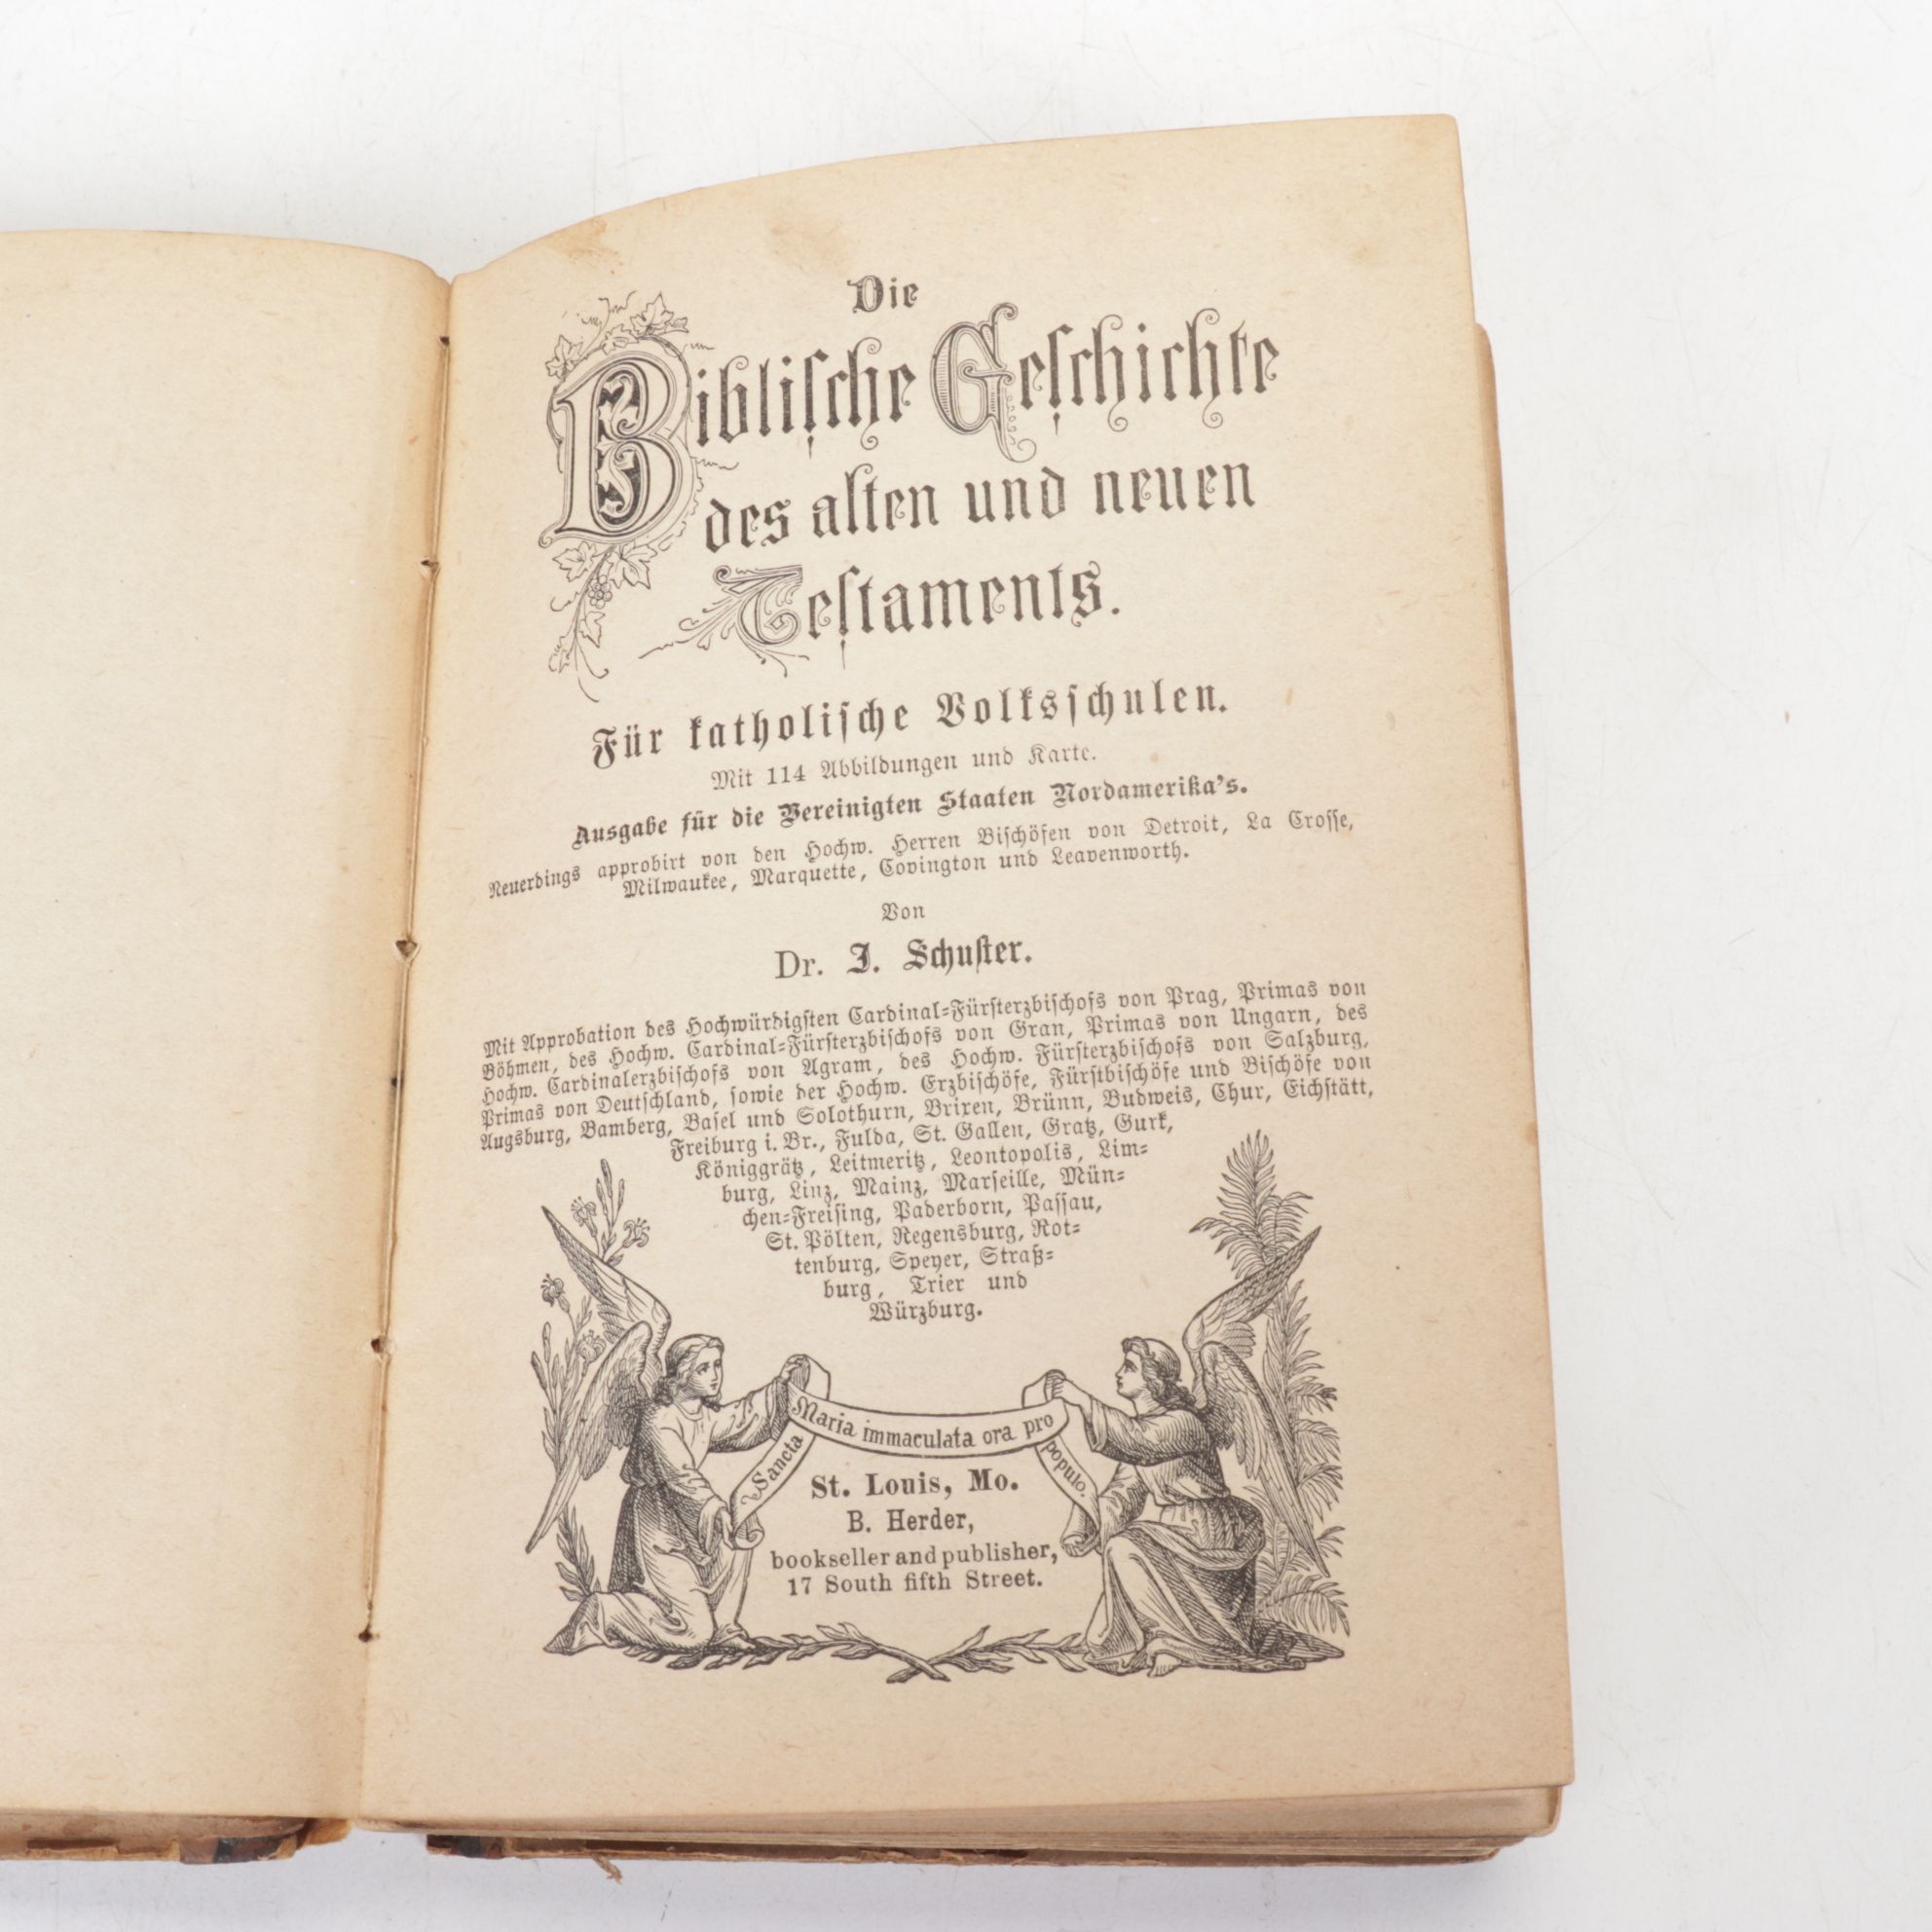 Die
Bibliſche Geſchichte
des alten und neuen
Teſtaments.
Für katholiſche Volksſchulen.
Mit 114 Abbildungen und Karte.
Ausgabe für die Vereinigten Staaten Nordamerika's.
Neuerdings approbirt von den Hochw. Herren Biſchöfen von Detroit, La Croſſe,
Milwaukee, Marquette, Covington und Leavenworth.
Von
Dr. J. Schuſter.
Mit Approbation des Hochwürdigſten Cardinal-Fürſterzbiſchofs von Prag, Primas von
Böhmen, des Hochw. Cardinal-Fürſterzbiſchofs von Gran, Primas von Ungarn, des
Hochw. Cardinalerzbiſchofs von Agram, des Hochw. Fürſterzbiſchofs von Salzburg,
Primas von Deutſchland, ſowie der Hochw. Erzbiſchöfe, Fürſtbiſchöfe und Biſchöfe von
Augsburg, Bamberg, Baſel und Solothurn, Brixen, Brünn, Budweis, Chur, Eichſtätt,
Freiburg i. Br., Fulda, St. Gallen, Gratz, Gurk,
Königgrätz, Leitmeritz, Leontopolis, Lim-
burg, Linz, Mainz, Marſeille, Mün-
chen-Freiſing, Paderborn, Paſſau,
St. Pölten, Regensburg, Rot-
tenburg, Speyer, Straß-
burg, Trier und
Würzburg.
Sancta Maria immaculata ora pro populo.
St. Louis, Mo.
B. Herder,
bookseller and publisher,
17 South fifth Street.